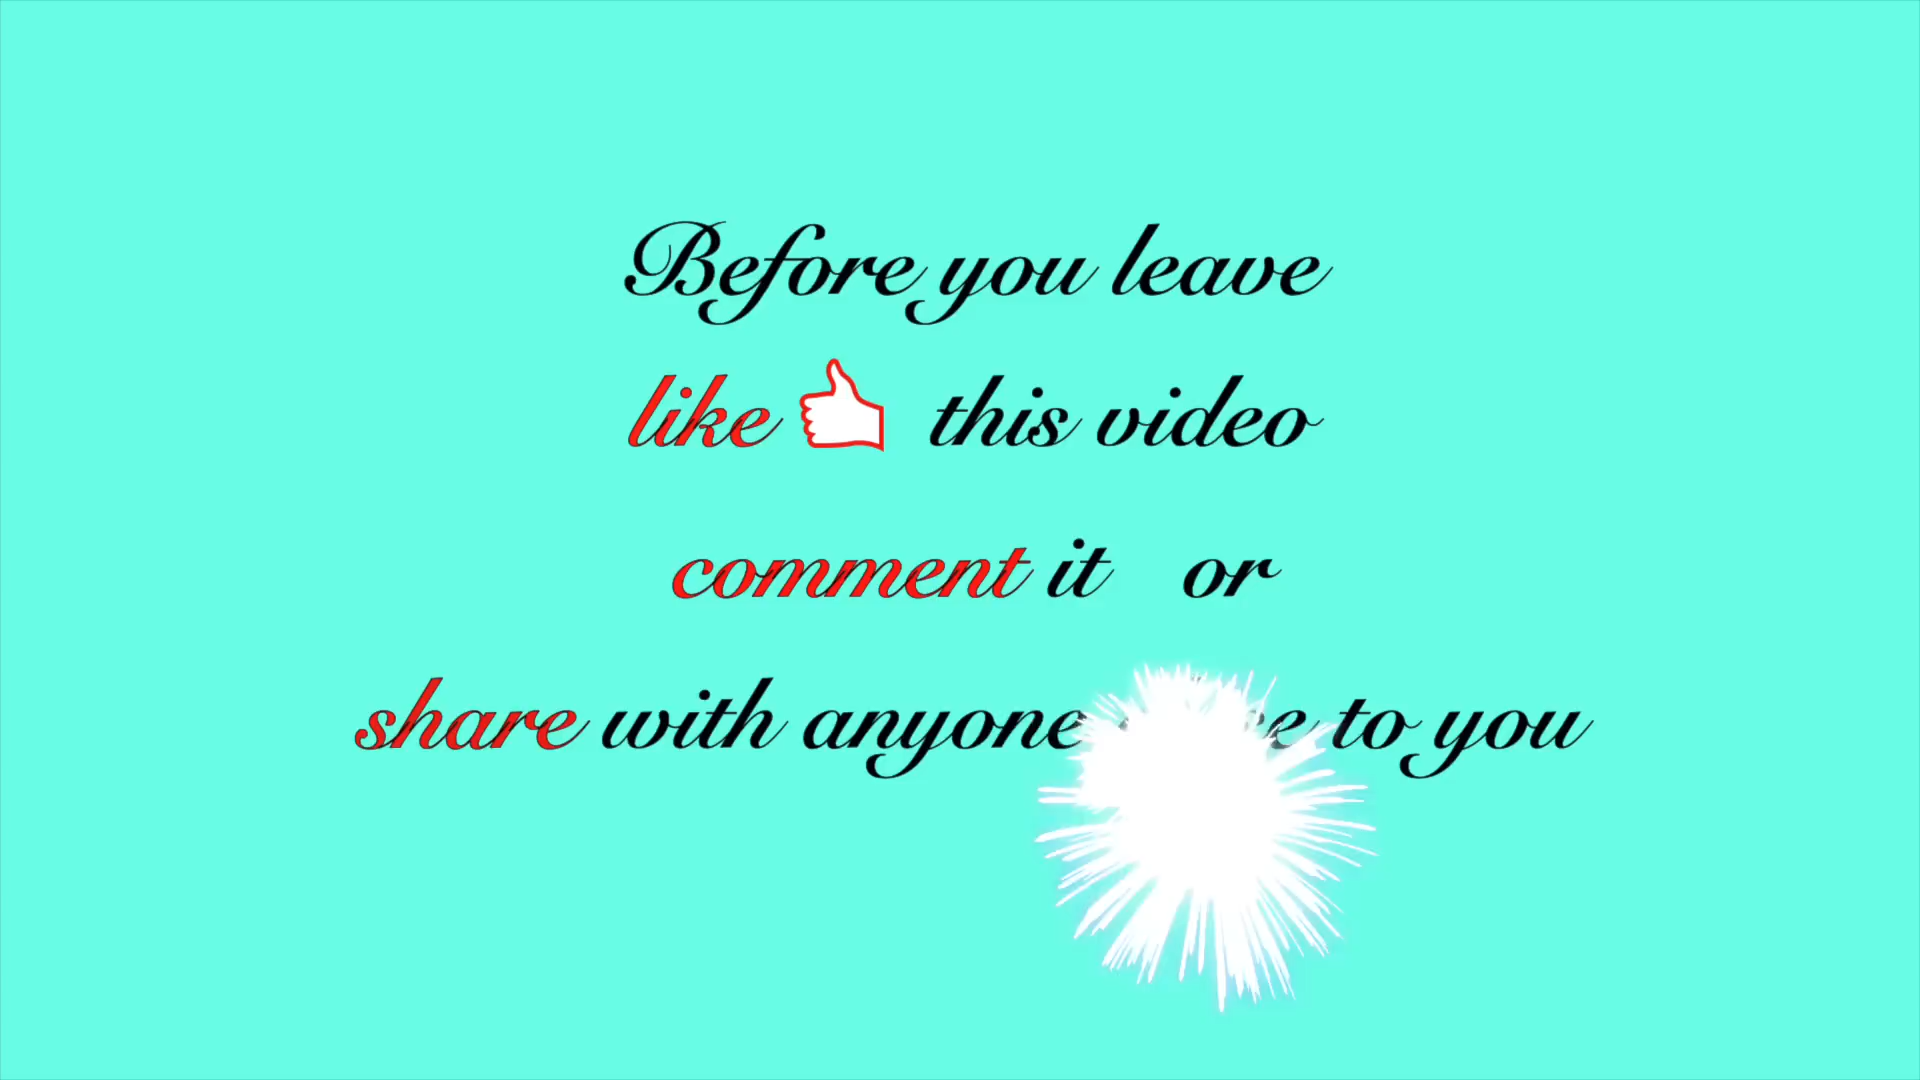 Before you leave
like this video
comment it or
share with anyone to you